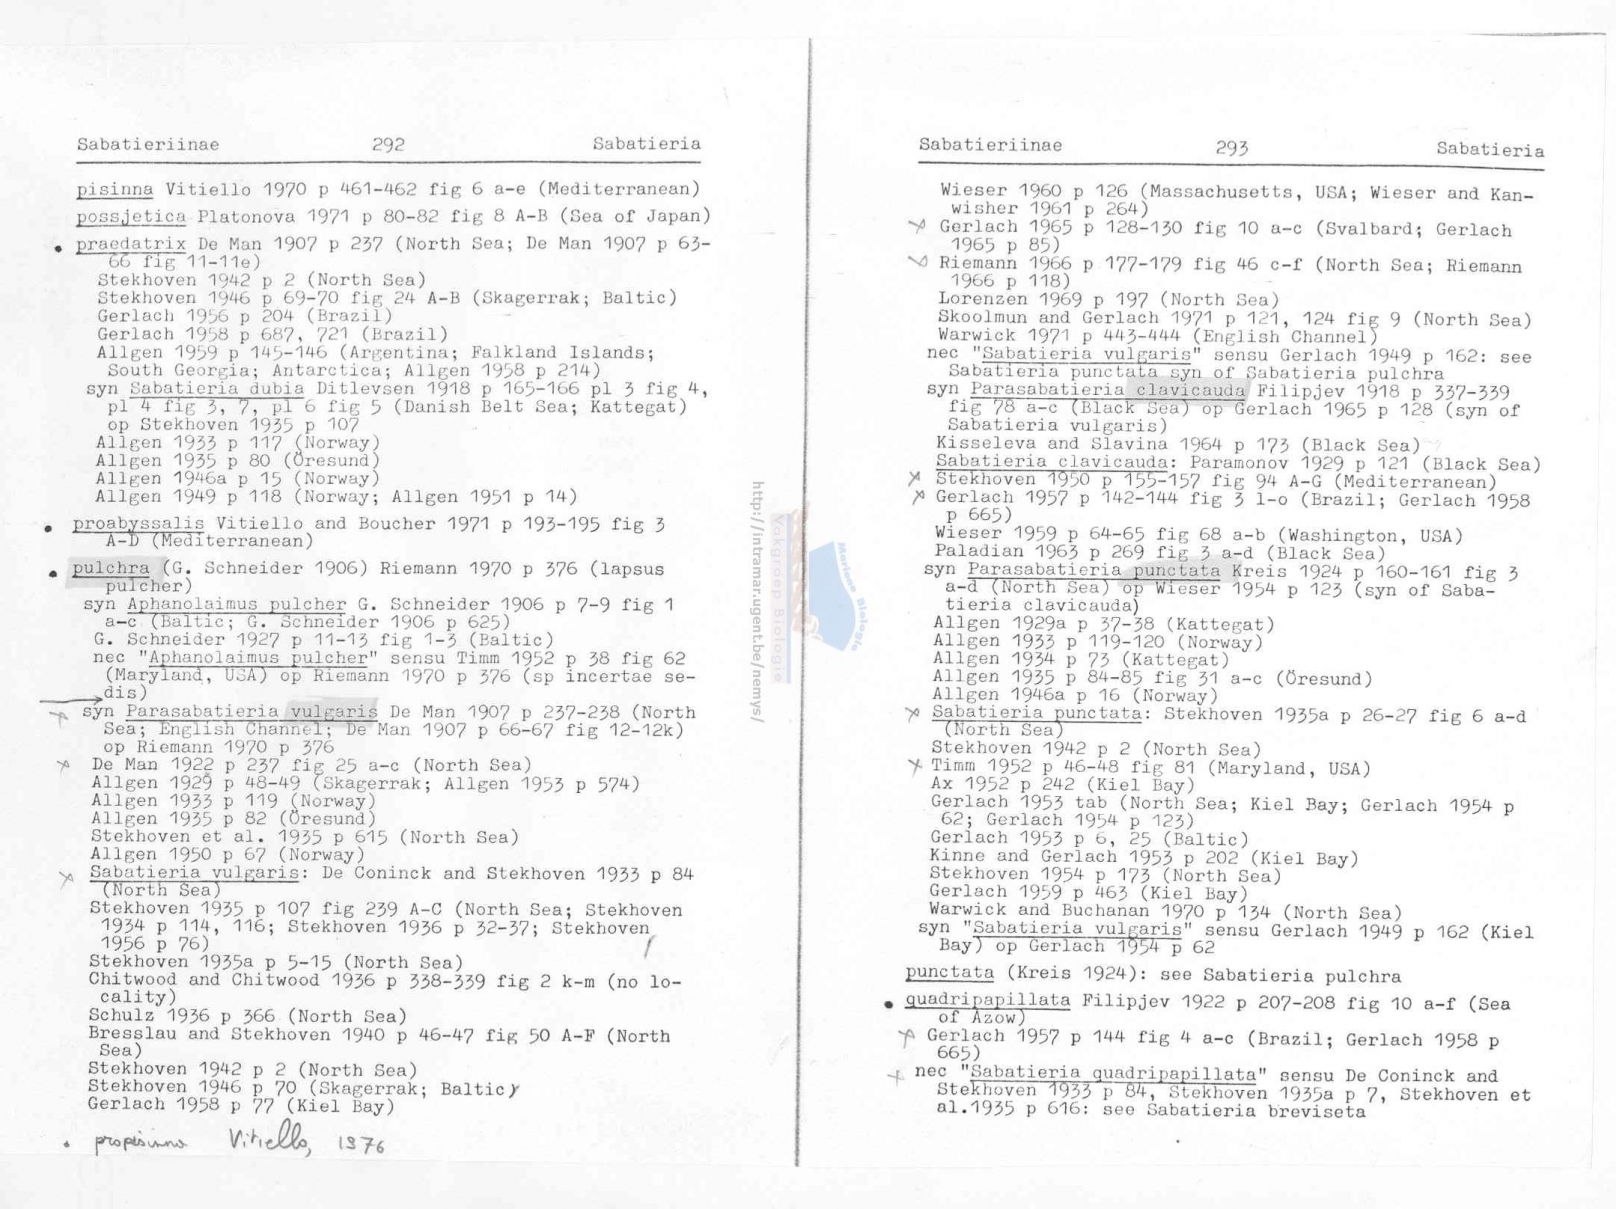 Sabatieriinae 292 Sabatieria
pisinna Vitiello 1970 p 461-462 fig 6 a-e (Mediterranean)
possjetica Platonova 1971 p 80-82 fig 8 A-B (Sea of Japan)
praedatrix De Man 1907 p 237 (North Sea; De Man 1907 p 63-
66 fig 11-11e)
Stekhoven 1942 p 2 (North Sea)
Stekhoven 1946 p 69-70 fig 24 A-B (Skagerrak; Baltic)
Gerlach 1956 p 204 (Brazil)
Gerlach 1958 p 687, 721 (Brazil)
Allgen 1959 p 145-146 (Argentina; Falkland Islands;
South Georgia; Antarctica; Allgen 1958 p 214)
syn Sabatieria dubia Ditlevsen 1918 p 165-166 pl 3 fig 4,
pl 4 fig 3, 7, pl 6 fig 5 (Danish Belt Sea; Kattegat)
op Stekhoven 1935 p 107
Allgen 1933 p 117 (Norway)
Allgen 1935 p 80 (Öresund)
Allgen 1946a p 15 (Norway)
Allgen 1949 p 118 (Norway; Allgen 1951 p 14)
proabyssalis Vitiello and Boucher 1971 p 193-195 fig 3
A-D (Mediterranean)
pulchra (G. Schneider 1906) Riemann 1970 p 376 (lapsus
pulcher)
syn Aphanolaimus pulcher G. Schneider 1906 p 7-9 fig 1
a-c (Baltic; G. Schneider 1906 p 625)
G. Schneider 1927 p 11-13 fig 1-3 (Baltic)
nec "Aphanolaimus pulcher" sensu Timm 1952 p 38 fig 62
(Maryland, USA) op Riemann 1970 p 376 (sp incertae se-
dis)
syn Parasabatieria vulgaris De Man 1907 p 237-238 (North
Sea; English Channel; De Man 1907 p 66-67 fig 12-12k)
op Riemann 1970 p 376
De Man 1922 p 237 fig 25 a-c (North Sea)
Allgen 1929 p 48-49 (Skagerrak; Allgen 1953 p 574)
Allgen 1933 p 119 (Norway)
Allgen 1935 p 82 (Öresund)
Stekhoven et al. 1935 p 615 (North Sea)
Allgen 1950 p 67 (Norway)
Sabatieria vulgaris: De Coninck and Stekhoven 1933 p 84
(North Sea)
Stekhoven 1935 p 107 fig 239 A-C (North Sea; Stekhoven
1934 p 114, 116; Stekhoven 1936 p 32-37; Stekhoven
1956 p 76)
Stekhoven 1935a p 5-15 (North Sea)
Chitwood and Chitwood 1936 p 338-339 fig 2 k-m (no lo-
cality)
Schulz 1936 p 366 (North Sea)
Bresslau and Stekhoven 1940 p 46-47 fig 50 A-F (North
Sea)
Stekhoven 1942 p 2 (North Sea)
Stekhoven 1946 p 70 (Skagerrak; Baltic)
Gerlach 1958 p 77 (Kiel Bay)
propisinna Vitiello, 1976
http://intramar.ugent.be/nemys/
Vakgroep Biologie
Mariene Biologie
Sabatieriinae 293 Sabatieria
Wieser 1960 p 126 (Massachusetts, USA; Wieser and Kan-
wisher 1961 p 264)
Gerlach 1965 p 128-130 fig 10 a-c (Svalbard; Gerlach
1965 p 85)
Riemann 1966 p 177-179 fig 46 c-f (North Sea; Riemann
1966 p 118)
Lorenzen 1969 p 197 (North Sea)
Skoolmun and Gerlach 1971 p 121, 124 fig 9 (North Sea)
Warwick 1971 p 443-444 (English Channel)
nec "Sabatieria vulgaris" sensu Gerlach 1949 p 162: see
Sabatieria punctata syn of Sabatieria pulchra
syn Parasabatieria clavicauda Filipjev 1918 p 337-339
fig 78 a-c (Black Sea) op Gerlach 1965 p 128 (syn of
Sabatieria vulgaris)
Kisseleva and Slavina 1964 p 173 (Black Sea)
Sabatieria clavicauda: Paramonov 1929 p 121 (Black Sea)
Stekhoven 1950 p 155-157 fig 94 A-G (Mediterranean)
Gerlach 1957 p 142-144 fig 3 l-o (Brazil; Gerlach 1958
p 665)
Wieser 1959 p 64-65 fig 68 a-b (Washington, USA)
Paladian 1963 p 269 fig 3 a-d (Black Sea)
syn Parasabatieria punctata Kreis 1924 p 160-161 fig 3
a-d (North Sea) op Wieser 1954 p 123 (syn of Saba-
tieria clavicauda)
Allgen 1929a p 37-38 (Kattegat)
Allgen 1933 p 119-120 (Norway)
Allgen 1934 p 73 (Kattegat)
Allgen 1935 p 84-85 fig 31 a-c (Öresund)
Allgen 1946a p 16 (Norway)
Sabatieria punctata: Stekhoven 1935a p 26-27 fig 6 a-d
(North Sea)
Stekhoven 1942 p 2 (North Sea)
Timm 1952 p 46-48 fig 81 (Maryland, USA)
Ax 1952 p 242 (Kiel Bay)
Gerlach 1953 tab (North Sea; Kiel Bay; Gerlach 1954 p
62; Gerlach 1954 p 123)
Gerlach 1953 p 6, 25 (Baltic)
Kinne and Gerlach 1953 p 202 (Kiel Bay)
Stekhoven 1954 p 173 (North Sea)
Gerlach 1959 p 463 (Kiel Bay)
Warwick and Buchanan 1970 p 134 (North Sea)
syn "Sabatieria vulgaris" sensu Gerlach 1949 p 162 (Kiel
Bay) op Gerlach 1954 p 62
punctata (Kreis 1924): see Sabatieria pulchra
quadripapillata Filipjev 1922 p 207-208 fig 10 a-f (Sea
of Azow)
Gerlach 1957 p 144 fig 4 a-c (Brazil; Gerlach 1958 p
665)
nec "Sabatieria quadripapillata" sensu De Coninck and
Stekhoven 1933 p 84, Stekhoven 1935a p 7, Stekhoven et
al.1935 p 616: see Sabatieria breviseta